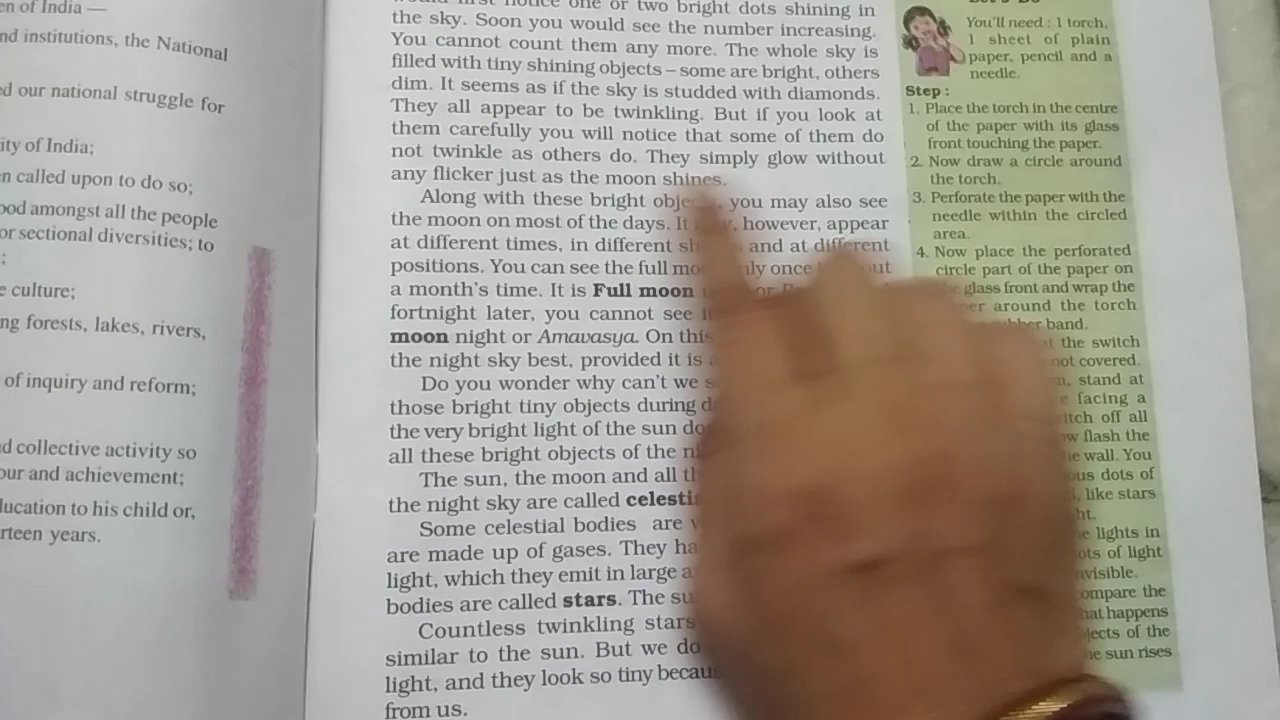 en of India —
nd institutions, the National
ed our national struggle for
ity of India;
n called upon to do so;
ood amongst all the people
or sectional diversities; to
;
e culture;
ng forests, lakes, rivers,
of inquiry and reform;
d collective activity so
our and achievement;
lucation to his child or,
rteen years.
would first notice one or two bright dots shining in
the sky. Soon you would see the number increasing.
You cannot count them any more. The whole sky is
filled with tiny shining objects – some are bright, others
dim. It seems as if the sky is studded with diamonds.
They all appear to be twinkling. But if you look at
them carefully you will notice that some of them do
not twinkle as others do. They simply glow without
any flicker just as the moon shines.
Along with these bright objects, you may also see
the moon on most of the days. It may, however, appear
at different times, in different sh and at different
positions. You can see the full mo nly once out
a month's time. It is Full moon or
fortnight later, you cannot see
moon night or Amavasya. On this
the night sky best, provided it is
Do you wonder why can't we s
those bright tiny objects during d
the very bright light of the sun do
all these bright objects of the ni
The sun, the moon and all th
the night sky are called celesti
Some celestial bodies are v
are made up of gases. They ha
light, which they emit in large a
bodies are called stars. The su
Countless twinkling stars
similar to the sun. But we do
light, and they look so tiny becau
from us.
Let's Do
You'll need : 1 torch,
1 sheet of plain
paper, pencil and a
needle.
Step :
1. Place the torch in the centre
of the paper with its glass
front touching the paper.
2. Now draw a circle around
the torch.
3. Perforate the paper with the
needle within the circled
area.
4. Now place the perforated
circle part of the paper on
glass front and wrap the
er around the torch
bber band.
the switch
not covered.
, stand at
facing a
itch off all
ow flash the
he wall. You
ous dots of
, like stars
ht.
e lights in
ots of light
nvisible.
ompare the
hat happens
jects of the
he sun rises